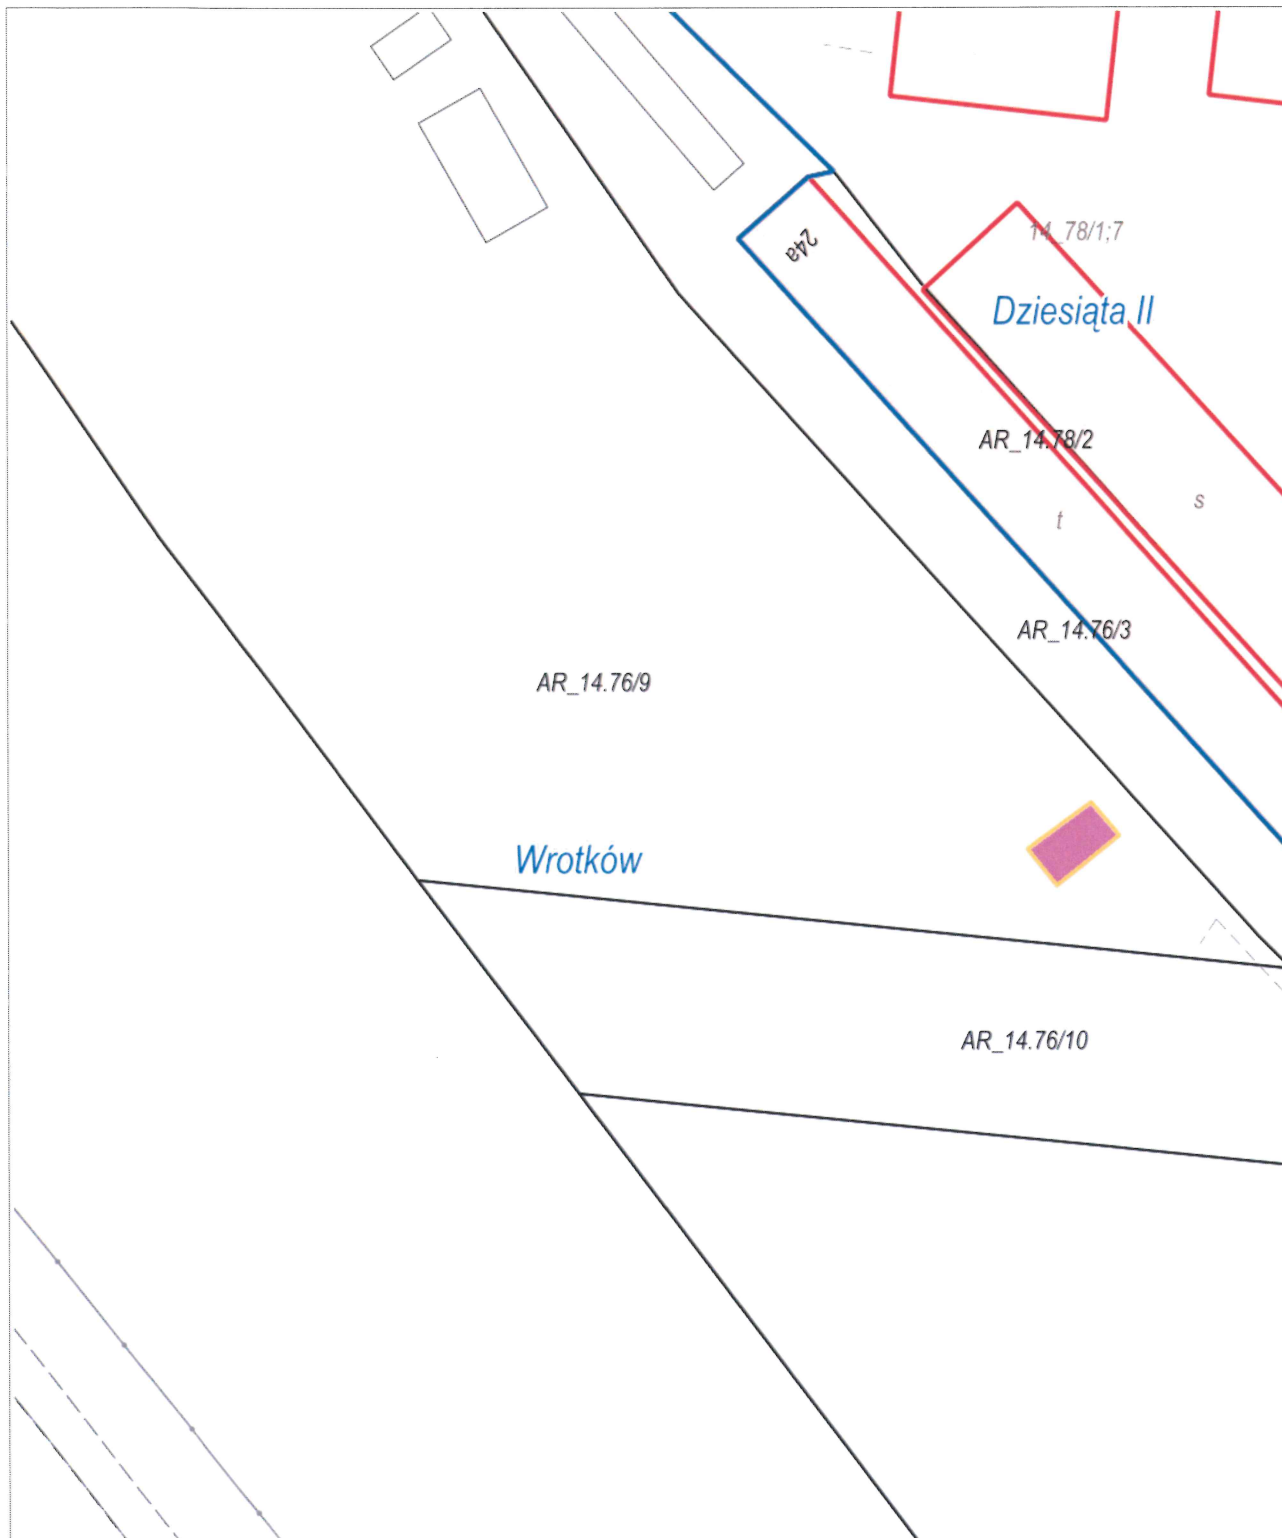 14_78/1;7
24a
Dziesiąta II
AR_14.78/2
s
t
AR_14.76/3
AR_14.76/9
Wrotków
AR_14.76/10